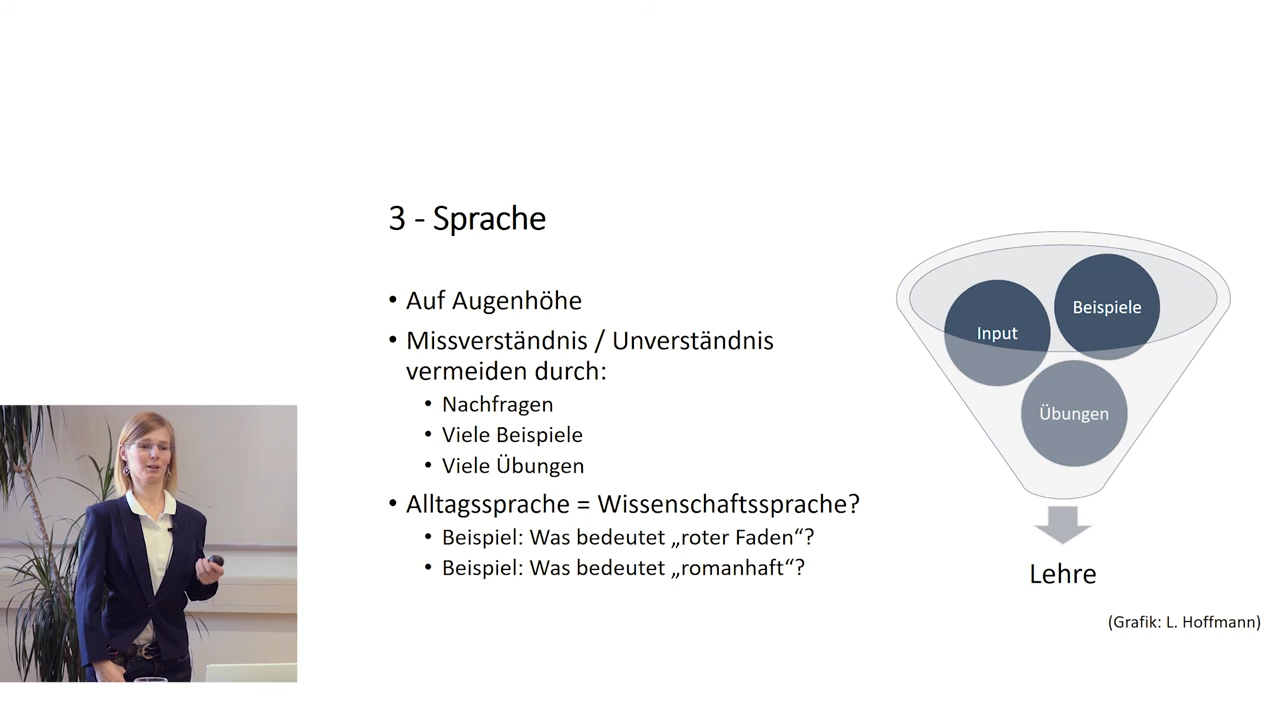 3 - Sprache
• Auf Augenhöhe
• Missverständnis / Unverständnis
vermeiden durch:
• Nachfragen
• Viele Beispiele
• Viele Übungen
• Alltagssprache = Wissenschaftssprache?
• Beispiel: Was bedeutet „roter Faden“?
• Beispiel: Was bedeutet „romanhaft“?
Beispiele
Input
Übungen
Lehre
(Grafik: L. Hoffmann)